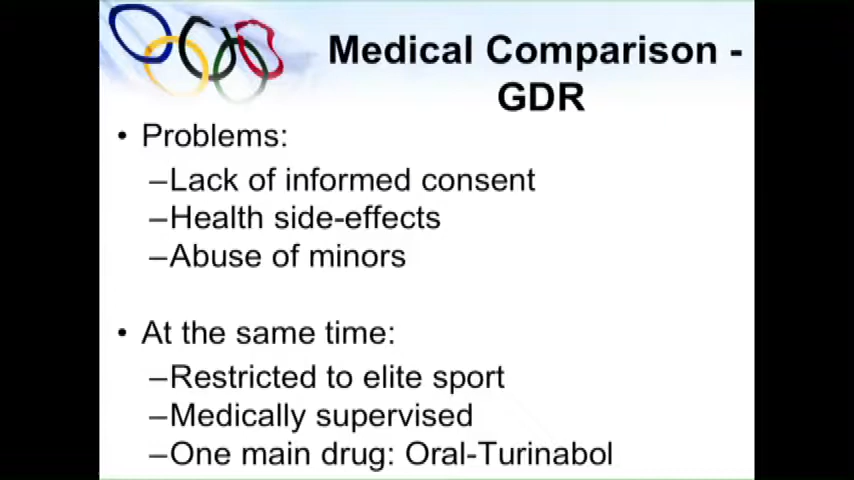 Medical Comparison -
GDR
• Problems:
–Lack of informed consent
–Health side-effects
–Abuse of minors
• At the same time:
–Restricted to elite sport
–Medically supervised
–One main drug: Oral-Turinabol